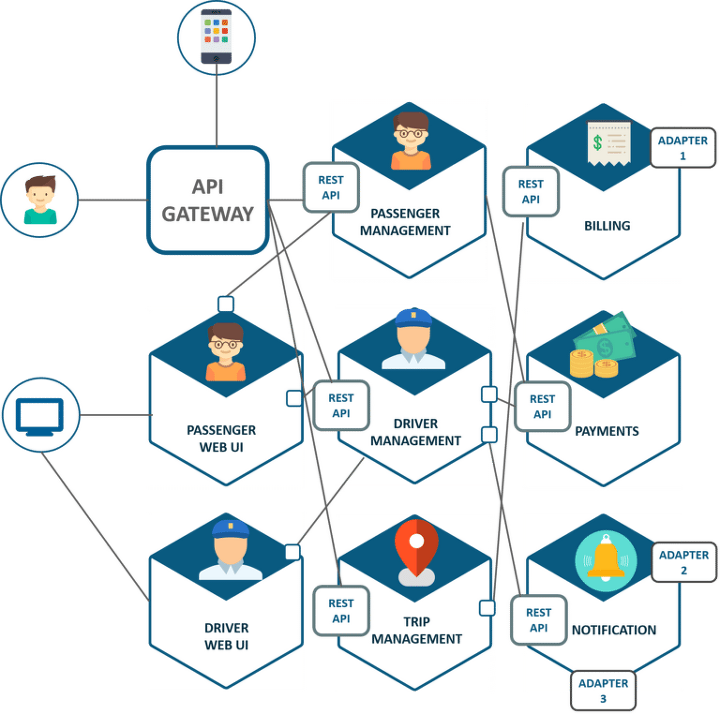 API
GATEWAY
REST
API
PASSENGER
MANAGEMENT
REST
API
BILLING
ADAPTER
1
PASSENGER
WEB UI
REST
API
DRIVER
MANAGEMENT
REST
API
PAYMENTS
DRIVER
WEB UI
REST
API
TRIP
MANAGEMENT
REST
API
NOTIFICATION
ADAPTER
2
ADAPTER
3